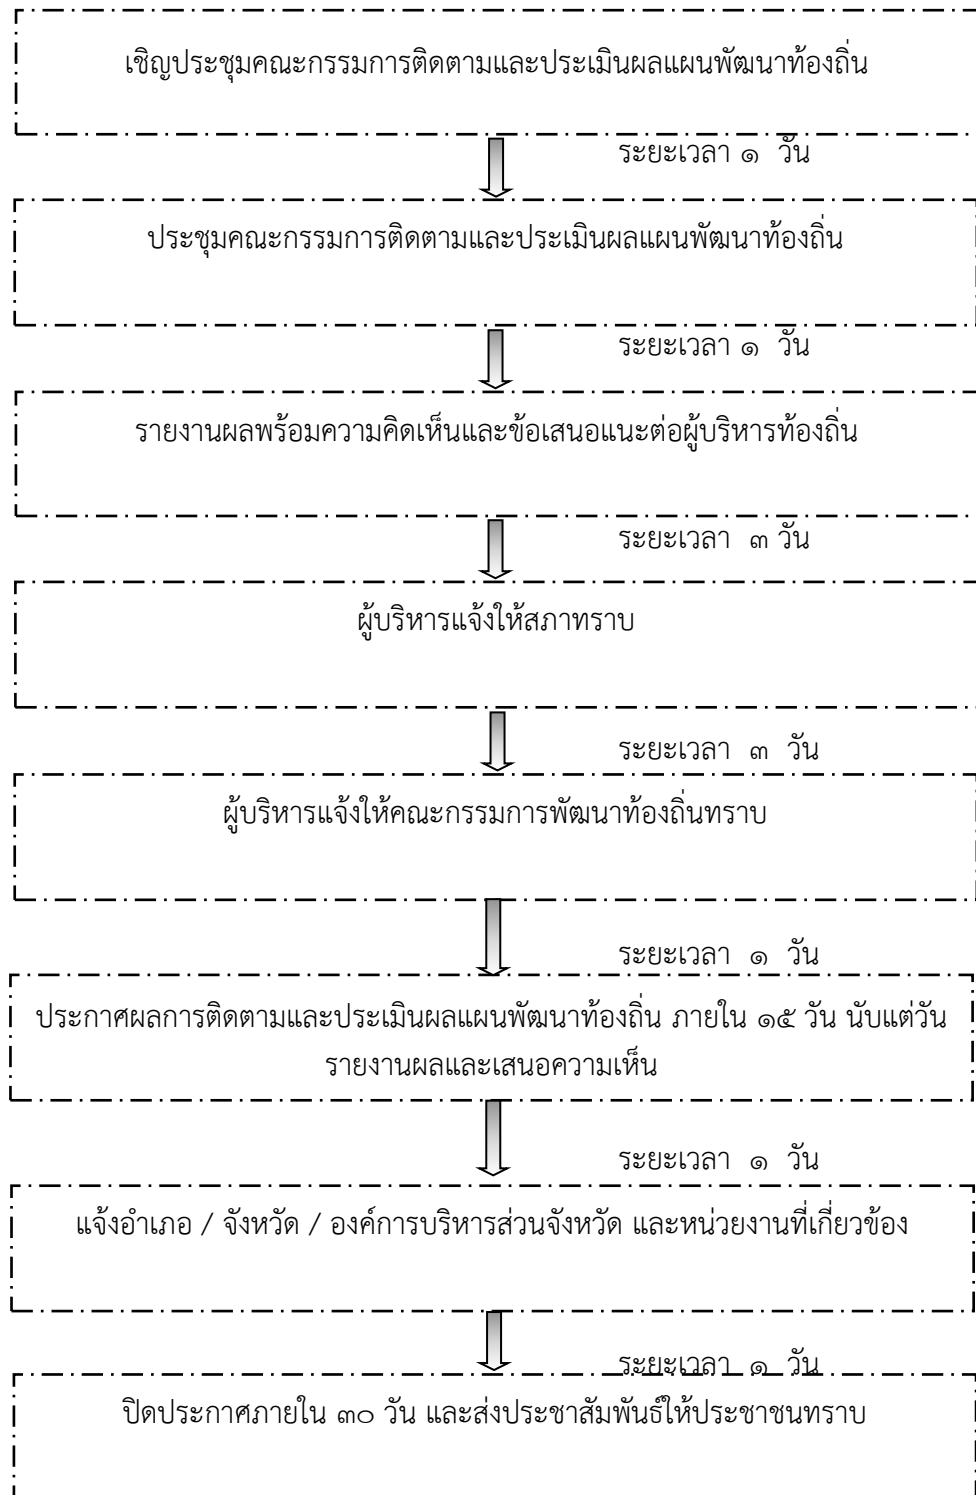 เชิญประชุมคณะกรรมการติดตามและประเมินผลแผนพัฒนาท้องถิ่น
ระยะเวลา ๑ วัน
ประชุมคณะกรรมการติดตามและประเมินผลแผนพัฒนาท้องถิ่น
ระยะเวลา ๑ วัน
รายงานผลพร้อมความคิดเห็นและข้อเสนอแนะต่อผู้บริหารท้องถิ่น
ระยะเวลา ๓ วัน
ผู้บริหารแจ้งให้สภาทราบ
ระยะเวลา ๓ วัน
ผู้บริหารแจ้งให้คณะกรรมการพัฒนาท้องถิ่นทราบ
ระยะเวลา ๑ วัน
ประกาศผลการติดตามและประเมินผลแผนพัฒนาท้องถิ่น ภายใน ๑๕ วัน นับแต่วัน
รายงานผลและเสนอความเห็น
ระยะเวลา ๑ วัน
แจ้งอำเภอ / จังหวัด / องค์การบริหารส่วนจังหวัด และหน่วยงานที่เกี่ยวข้อง
ระยะเวลา ๑ วัน
ปิดประกาศภายใน ๓๐ วัน และส่งประชาสัมพันธ์ให้ประชาชนทราบ